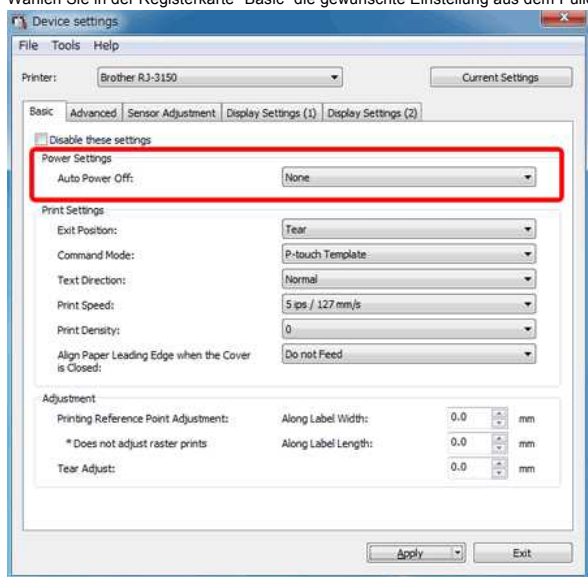 Wählen Sie in der Registerkarte "Basic" die gewünschte Einstellung aus dem
Device settings
File Tools Help
Printer: Brother RJ-3150 Current Settings
Basic Advanced Sensor Adjustment Display Settings (1) Display Settings (2)
Disable these settings
Power Settings
Auto Power Off: None
Print Settings
Exit Position: Tear
Command Mode: P-touch Template
Text Direction: Normal
Print Speed: 5 ips / 127 mm/s
Print Density: 0
Align Paper Leading Edge when the Cover Do not Feed
is Closed:
Adjustment
Printing Reference Point Adjustment: Along Label Width: 0.0 mm
* Does not adjust raster prints Along Label Length: 0.0 mm
Tear Adjust: 0.0 mm
Apply Exit